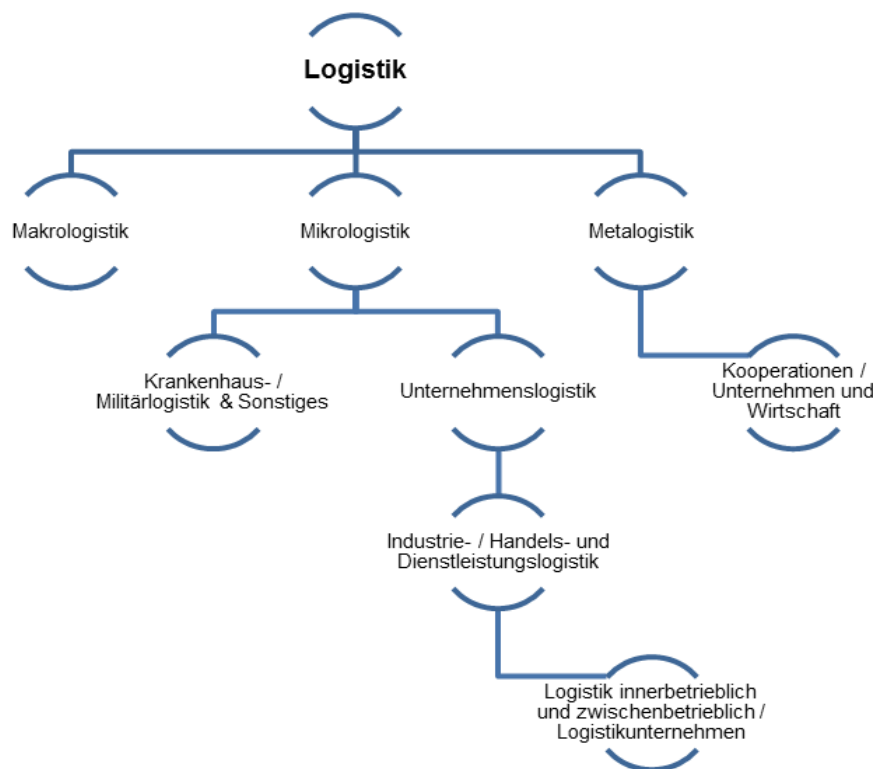 Logistik
Makrologistik
Mikrologistik
Metalogistik
Krankenhaus- /
Militärlogistik & Sonstiges
Unternehmenslogistik
Kooperationen /
Unternehmen und
Wirtschaft
Industrie- / Handels- und
Dienstleistungslogistik
Logistik innerbetrieblich
und zwischenbetrieblich /
Logistikunternehmen